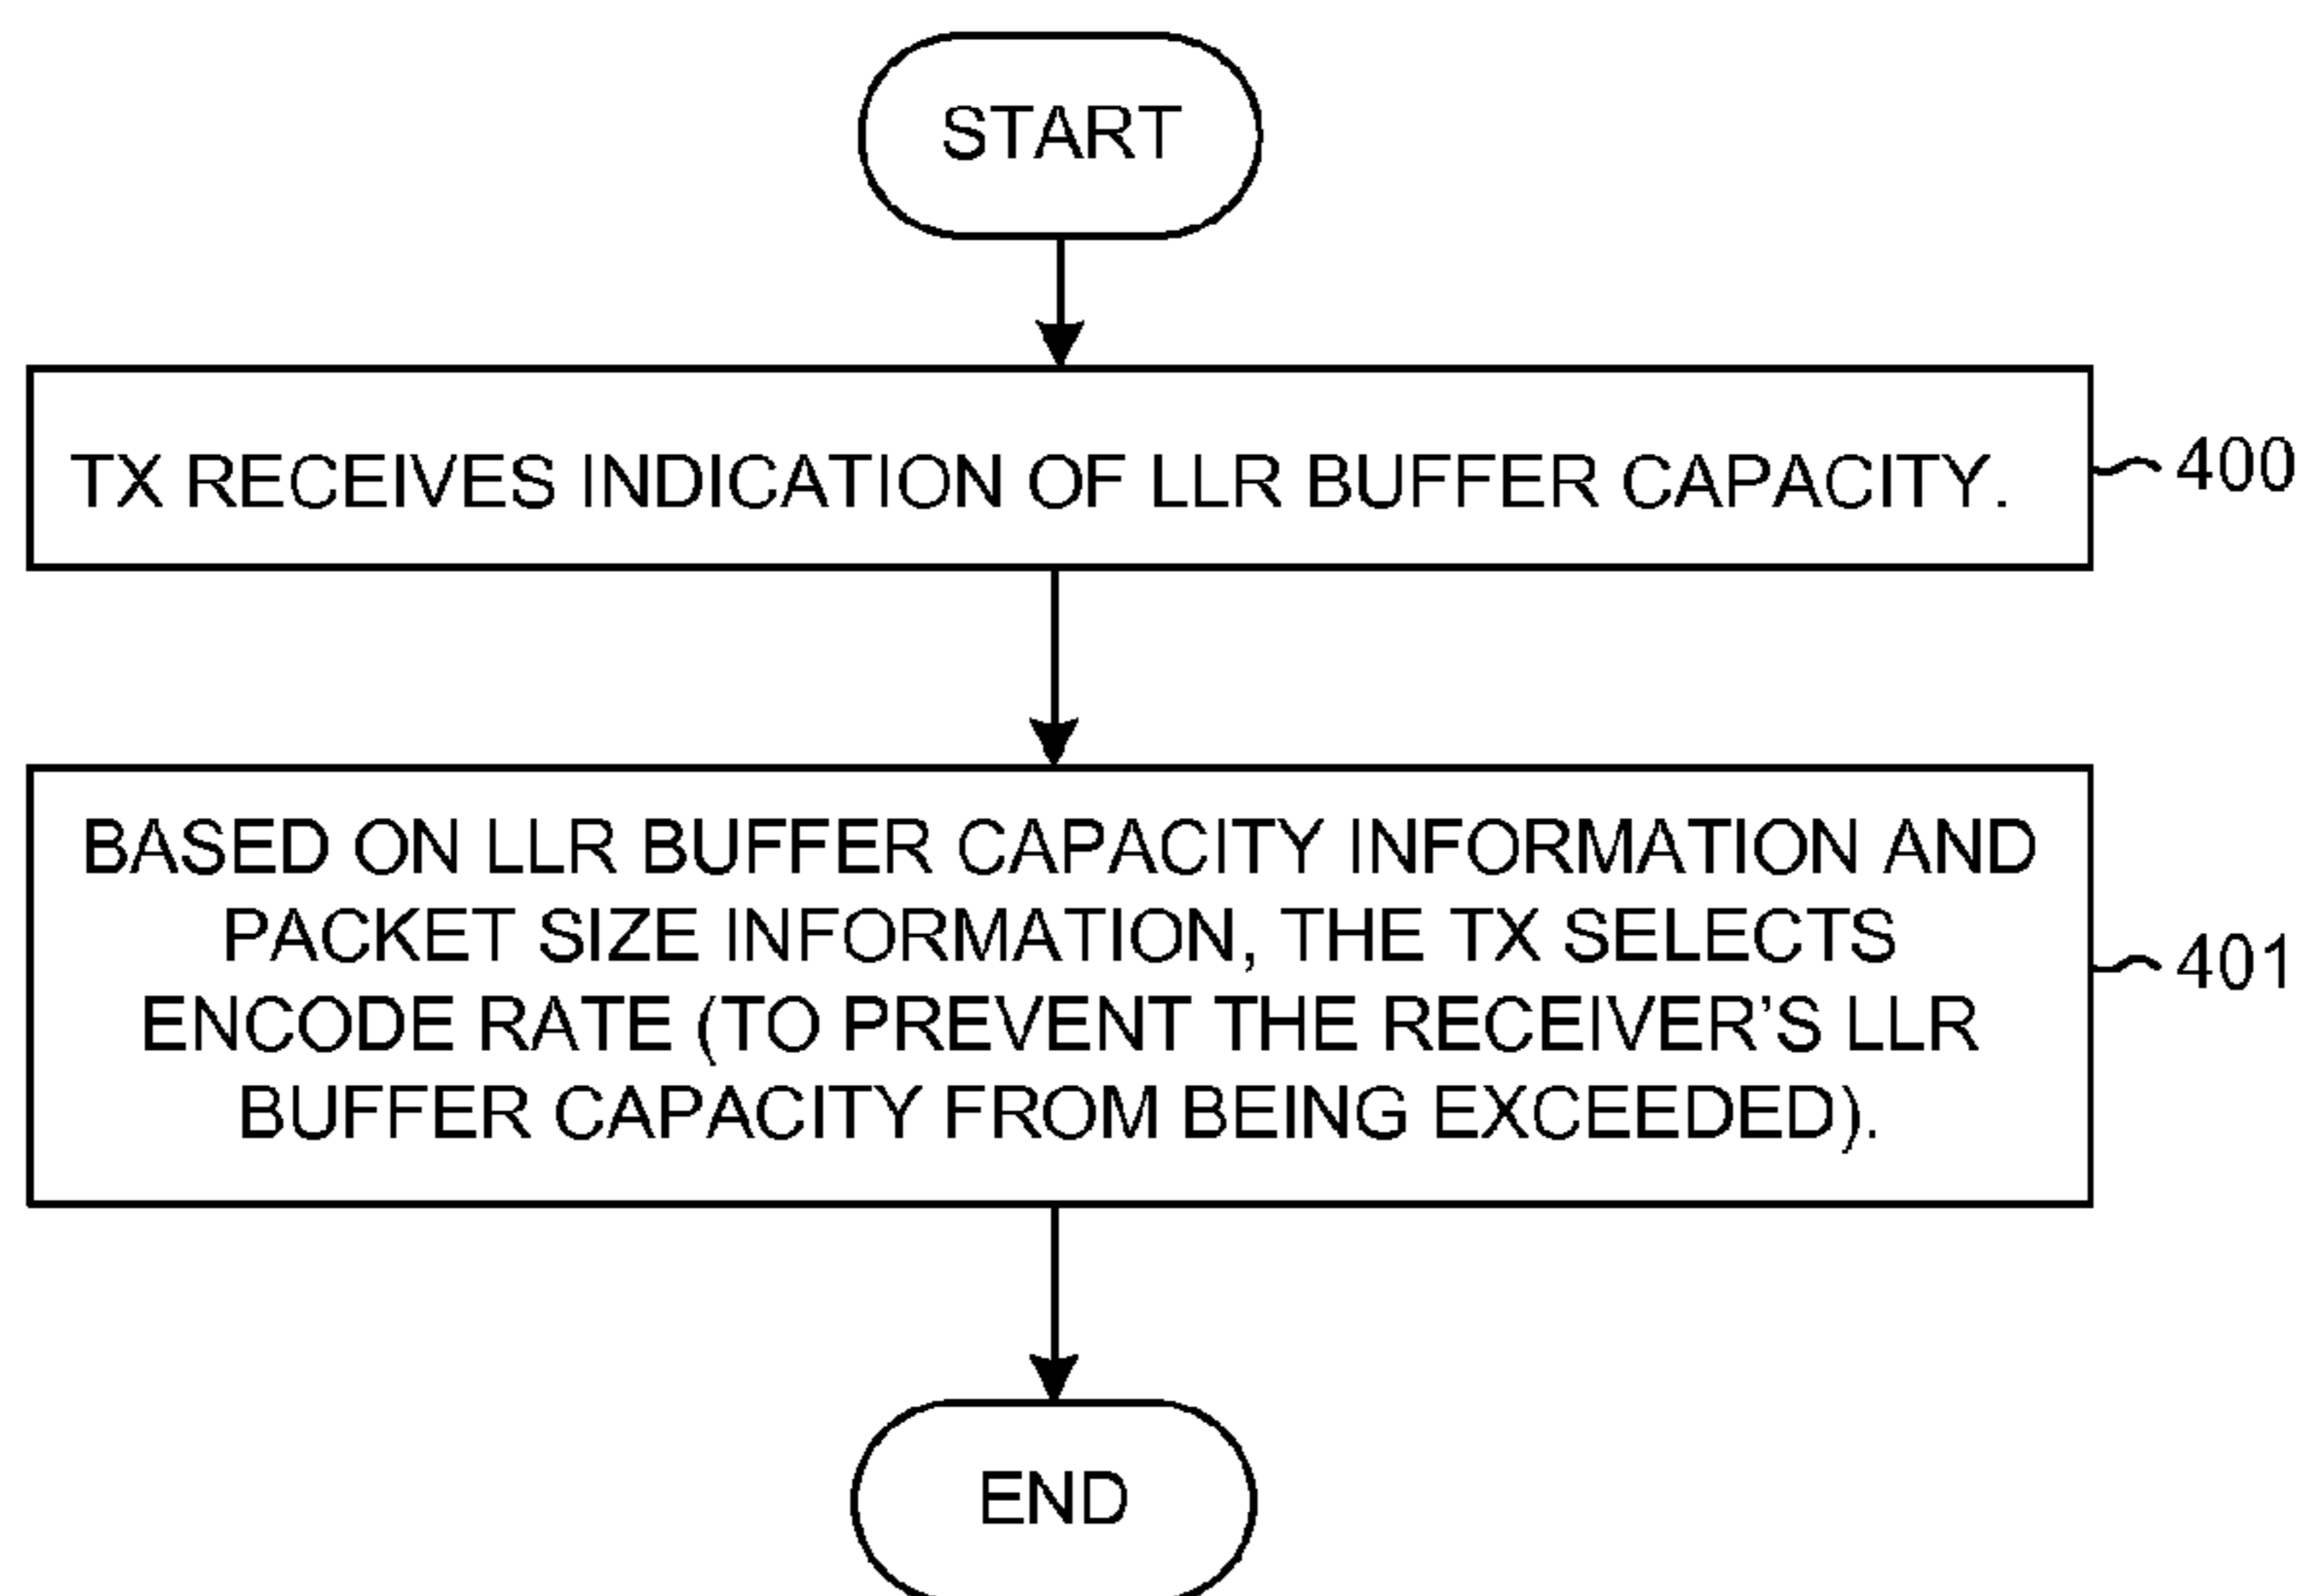 START
TX RECEIVES INDICATION OF LLR BUFFER CAPACITY.
400
BASED ON LLR BUFFER CAPACITY INFORMATION AND
PACKET SIZE INFORMATION, THE TX SELECTS
ENCODE RATE (TO PREVENT THE RECEIVER'S LLR
BUFFER CAPACITY FROM BEING EXCEEDED).
401
END